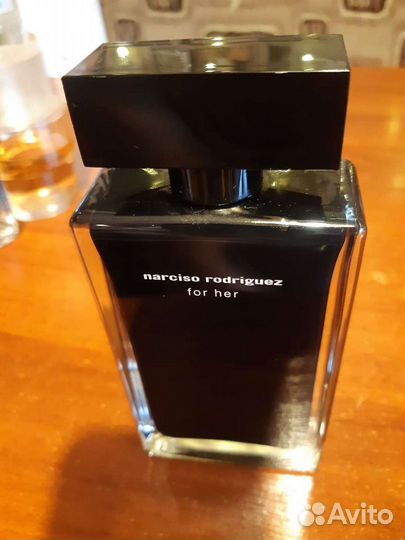 narciso rodriguez
for her
Avito